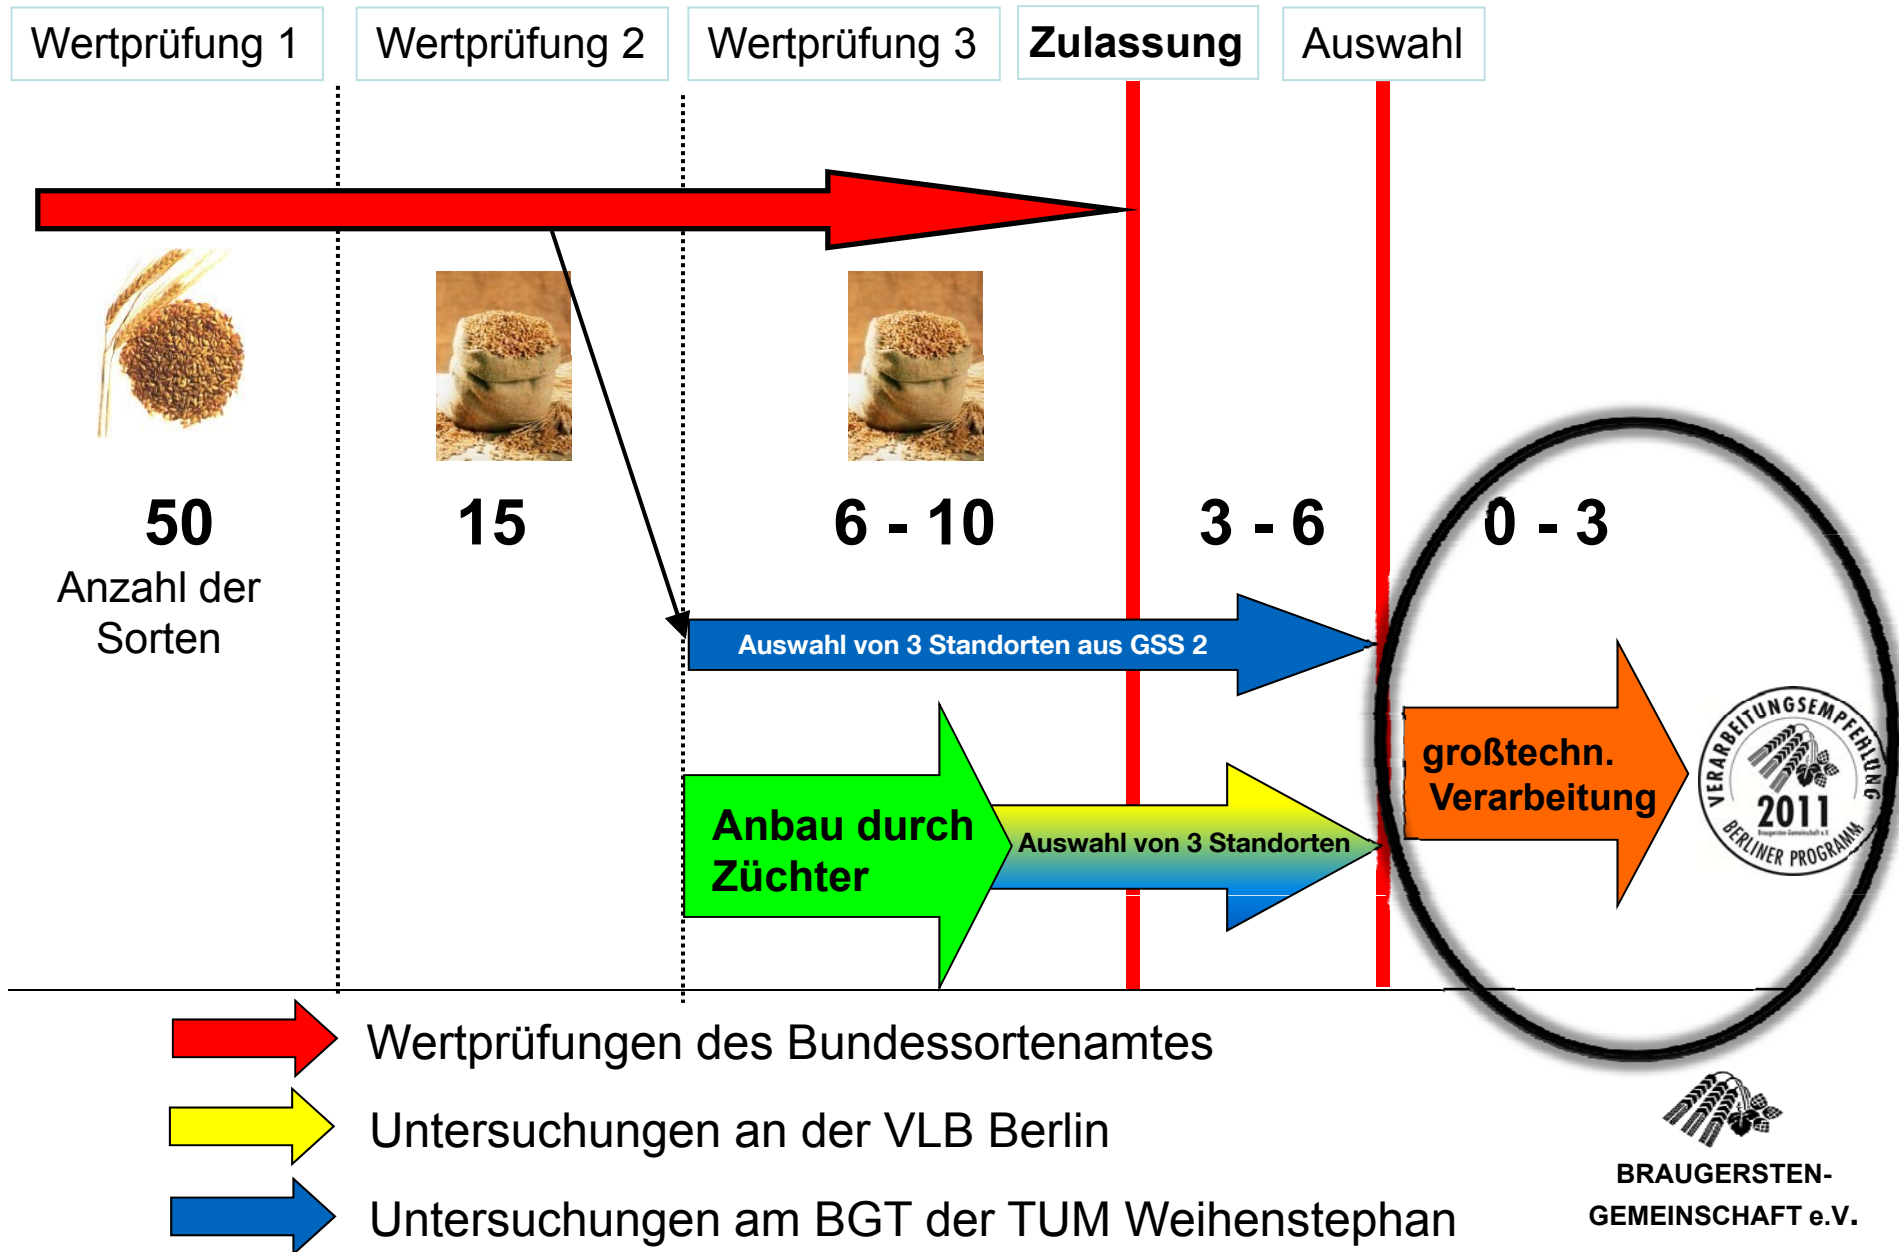 Wertprüfung 1
Wertprüfung 2
Wertprüfung 3
Zulassung
Auswahl
50
15
6 - 10
3 - 6
0 - 3
Anzahl der
Sorten
Auswahl von 3 Standorten aus GSS 2
Anbau durch
Züchter
Auswahl von 3 Standorten
großtechn.
Verarbeitung
VERARBEITUNGSEMPFEHLUNG
2011
Braugersten-Gemeinschaft e.V.
BERLINER PROGRAMM
Wertprüfungen des Bundessortenamtes
Untersuchungen an der VLB Berlin
Untersuchungen am BGT der TUM Weihenstephan
BRAUGERSTEN-
GEMEINSCHAFT e.V.